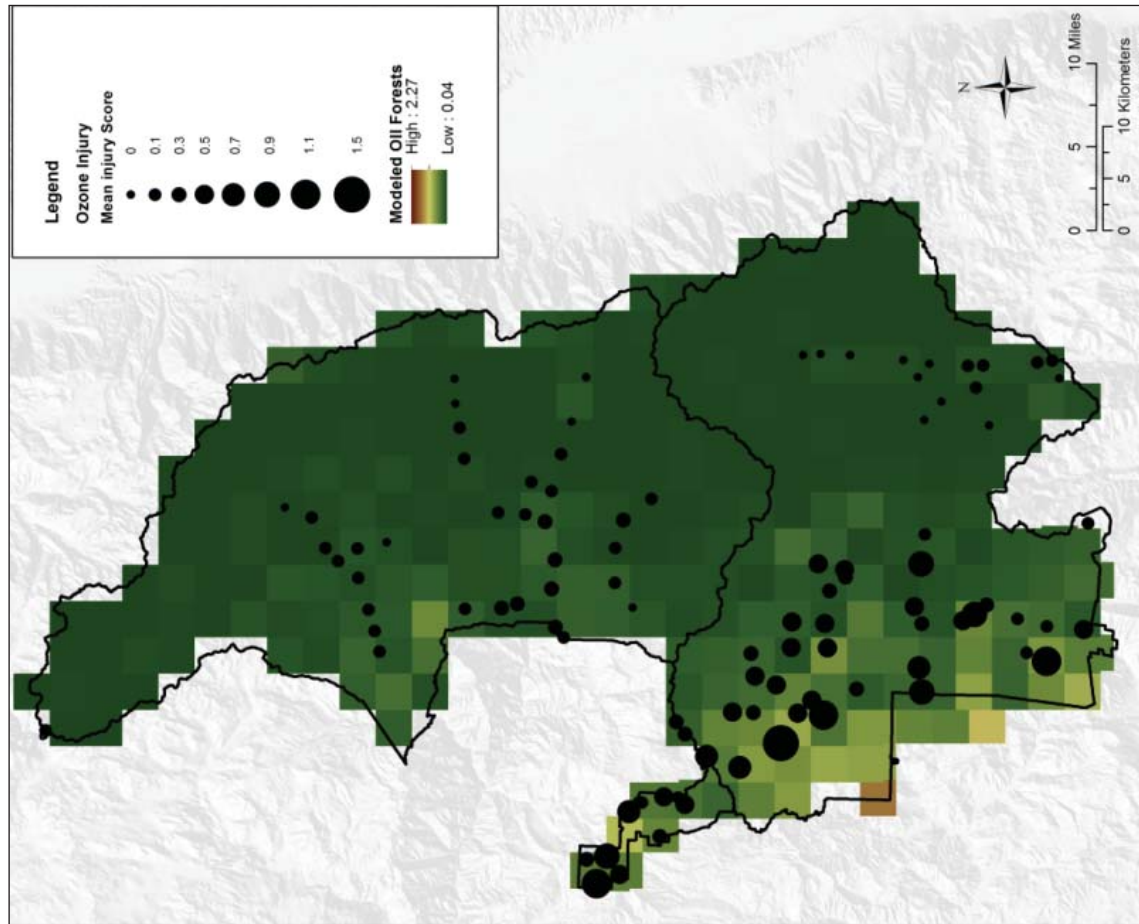 Legend
Ozone Injury
Mean injury Score
0
0.1
0.3
0.5
0.7
0.9
1.1
1.5
Modeled OII Forests
High : 2.27
Low : 0.04
N
0 5 10 Miles
0 5 10 Kilometers